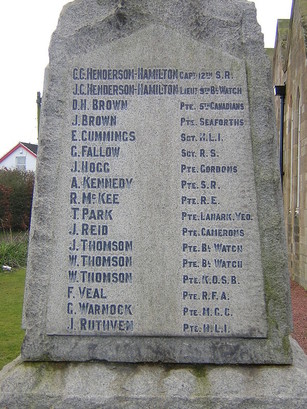 C.C. HENDERSON-HAMILTON CAPT 12TH S.R.
J.C. HENDERSON-HAMILTON LIEUT 5TH BL WATCH
D.H. BROWN PTE. 5TH CANADIANS
J. BROWN PTE. SEAFORTHS
E. CUMMINGS SGT. H.L.I.
G. FALLOW SGT. R.S.
J. HOGG PTE. GORDONS
A. KENNEDY PTE. S.R.
R. MCKEE PTE. R.E.
T. PARK PTE. LANARK. YEO.
J. REID PTE. CAMERONS
J. THOMSON PTE. BL WATCH
W. THOMSON PTE. BL WATCH
W. THOMSON PTE. K.O.S.B.
F. VEAL PTE. R.F.A.
G. WARNOCK PTE. M.G.C.
J. RUTHVEN PTE. H.L.I.